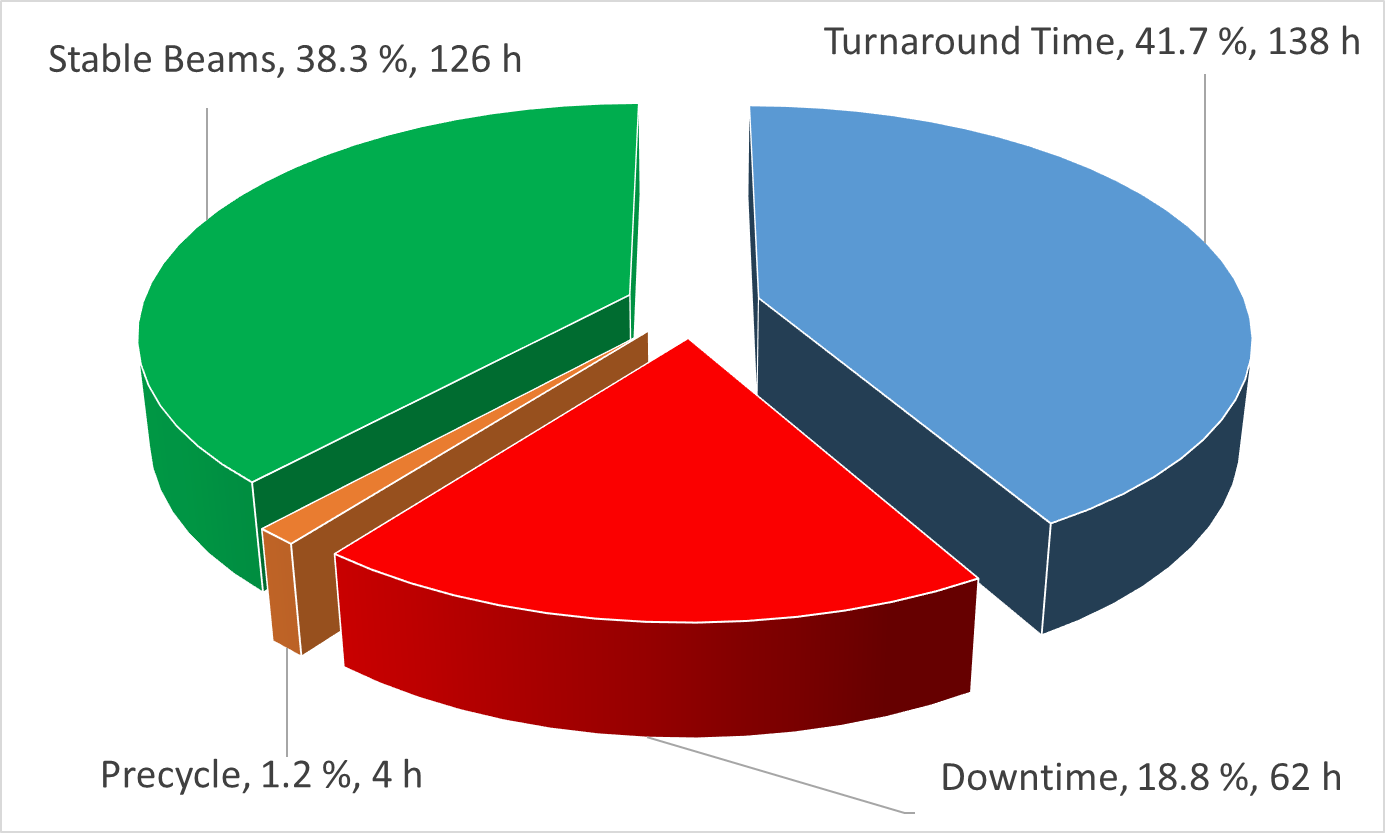 Stable Beams, 38.3 %, 126 h
Turnaround Time, 41.7 %, 138 h
Precycle, 1.2 %, 4 h
Downtime, 18.8 %, 62 h